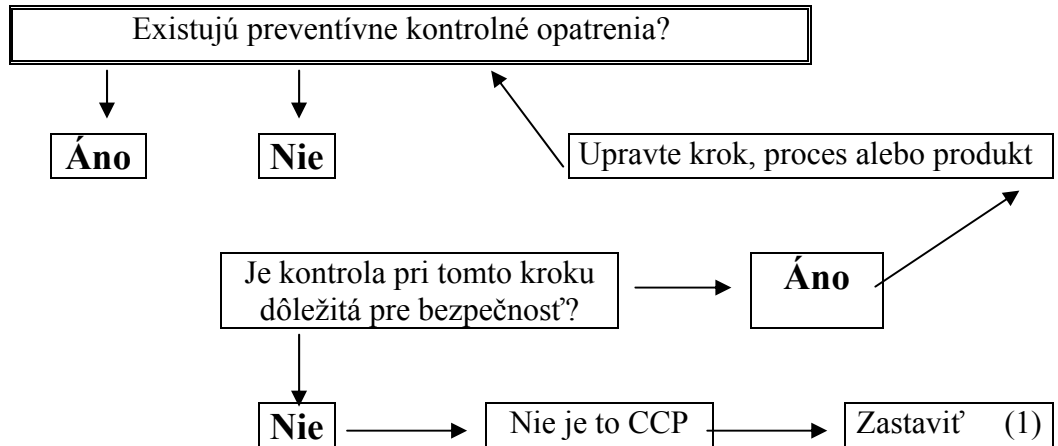 Existujú preventívne kontrolné opatrenia?
Áno
Nie
Upravte krok, proces alebo produkt
Je kontrola pri tomto kroku
dôležitá pre bezpečnosť?
Áno
Nie
Nie je to CCP
Zastaviť (1)